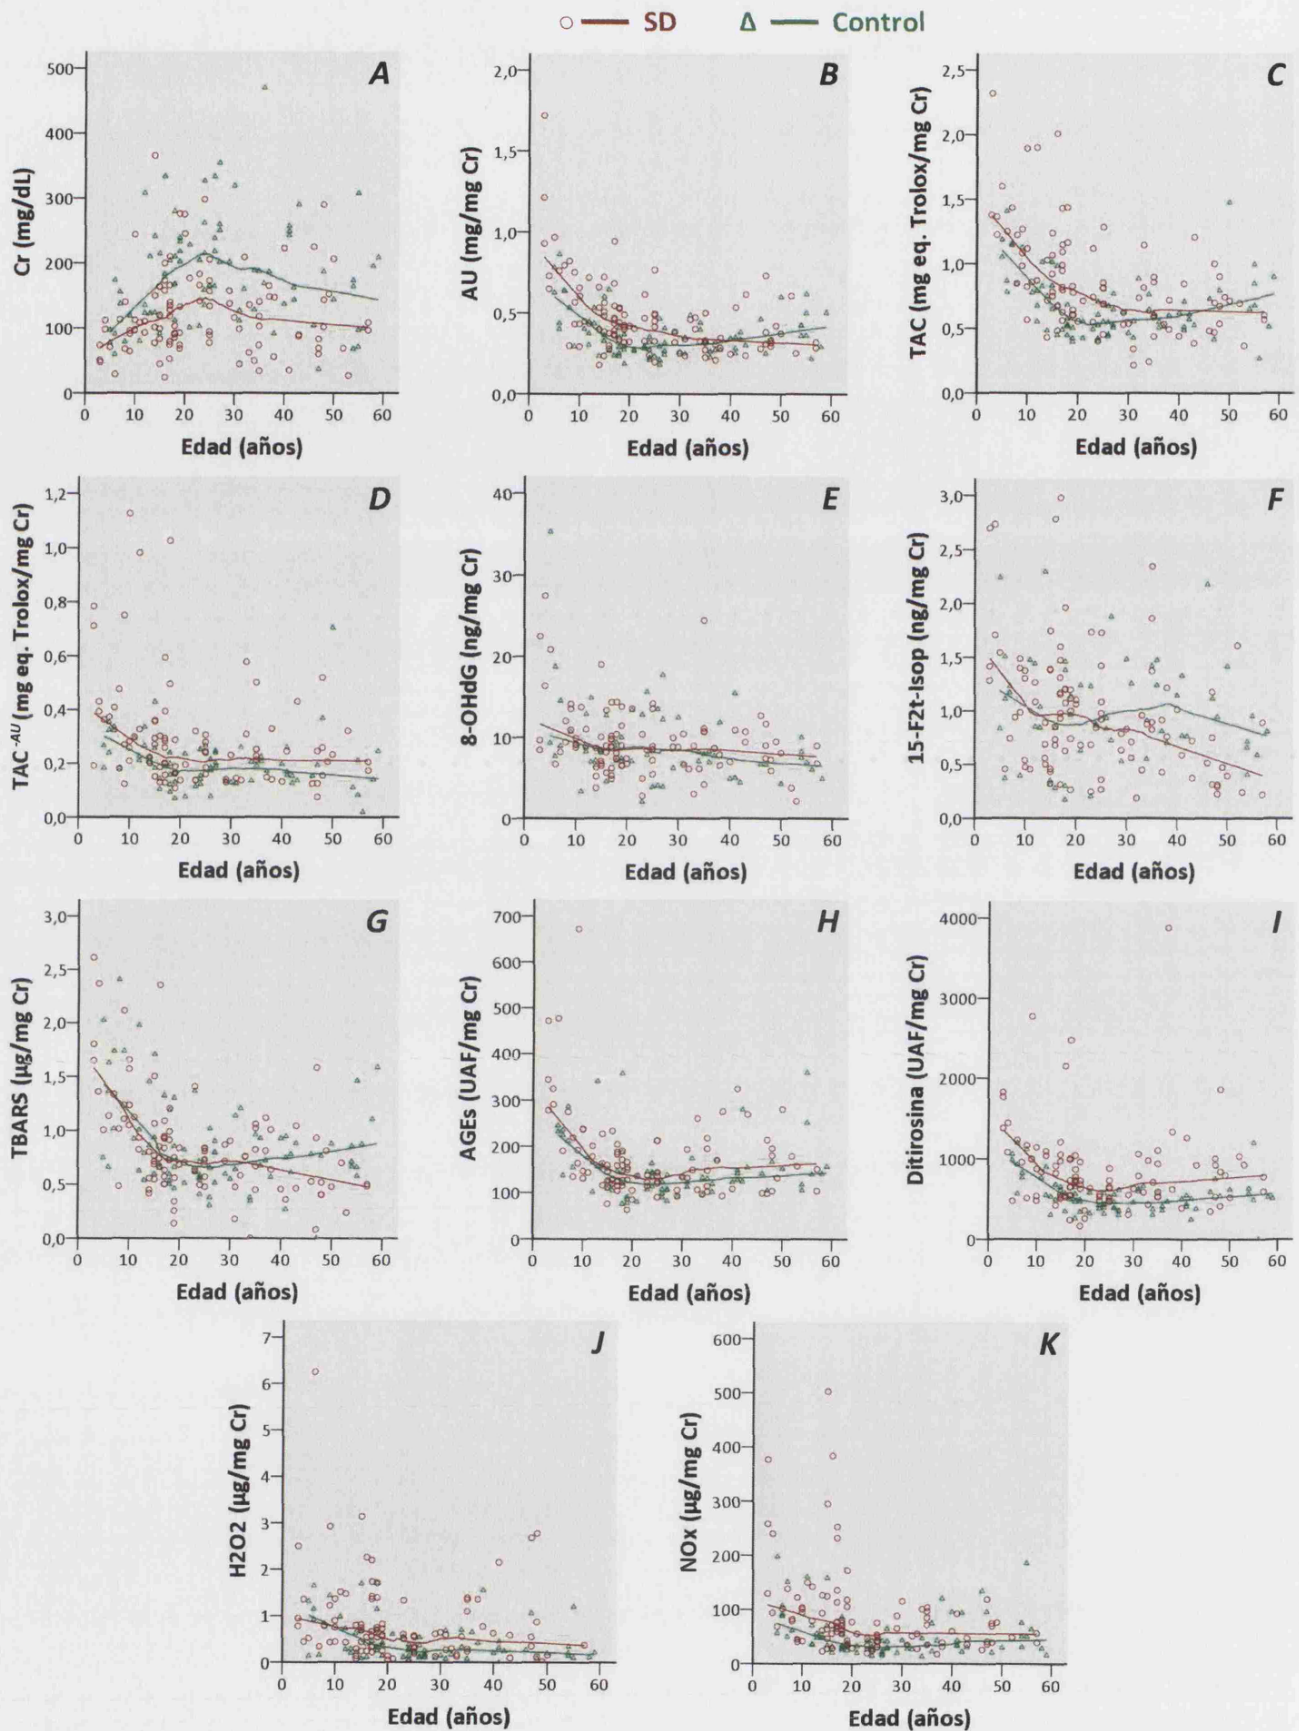 SD Control
A
Cr (mg/dL)
500
400
300
200
100
0
0 10 20 30 40 50 60
Edad (años)
B
AU (mg/mg Cr)
2,0
1,5
1,0
0,5
0,0
0 10 20 30 40 50 60
Edad (años)
C
TAC (mg eq. Trolox/mg Cr)
2,5
2,0
1,5
1,0
0,5
0,0
0 10 20 30 40 50 60
Edad (años)
D
TAC-AU (mg eq. Trolox/mg Cr)
1,2
1,0
0,8
0,6
0,4
0,2
0,0
0 10 20 30 40 50 60
Edad (años)
E
8-OHdG (ng/mg Cr)
40
30
20
10
0
0 10 20 30 40 50 60
Edad (años)
F
15-F2t-Isop (ng/mg Cr)
3,0
2,5
2,0
1,5
1,0
0,5
0,0
0 10 20 30 40 50 60
Edad (años)
G
TBARS (µg/mg Cr)
3,0
2,5
2,0
1,5
1,0
0,5
0,0
0 10 20 30 40 50 60
Edad (años)
H
AGEs (UAF/mg Cr)
700
600
500
400
300
200
100
0
0 10 20 30 40 50 60
Edad (años)
I
Ditirosina (UAF/mg Cr)
4000
3000
2000
1000
0
0 10 20 30 40 50 60
Edad (años)
J
H2O2 (µg/mg Cr)
7
6
5
4
3
2
1
0
0 10 20 30 40 50 60
Edad (años)
K
NOx (µg/mg Cr)
600
500
400
300
200
100
0
0 10 20 30 40 50 60
Edad (años)